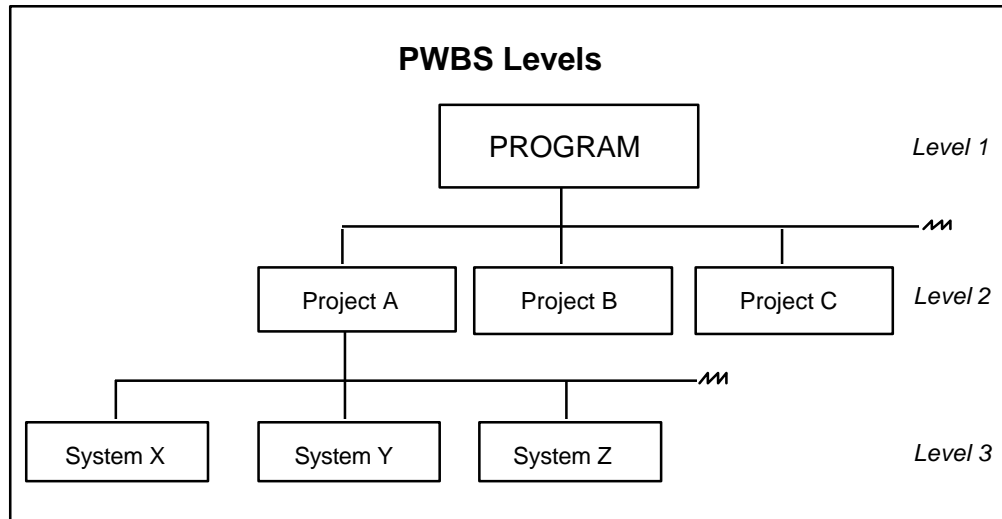 PWBS Levels
PROGRAM
Level 1
Project A
Project B
Project C
Level 2
System X
System Y
System Z
Level 3